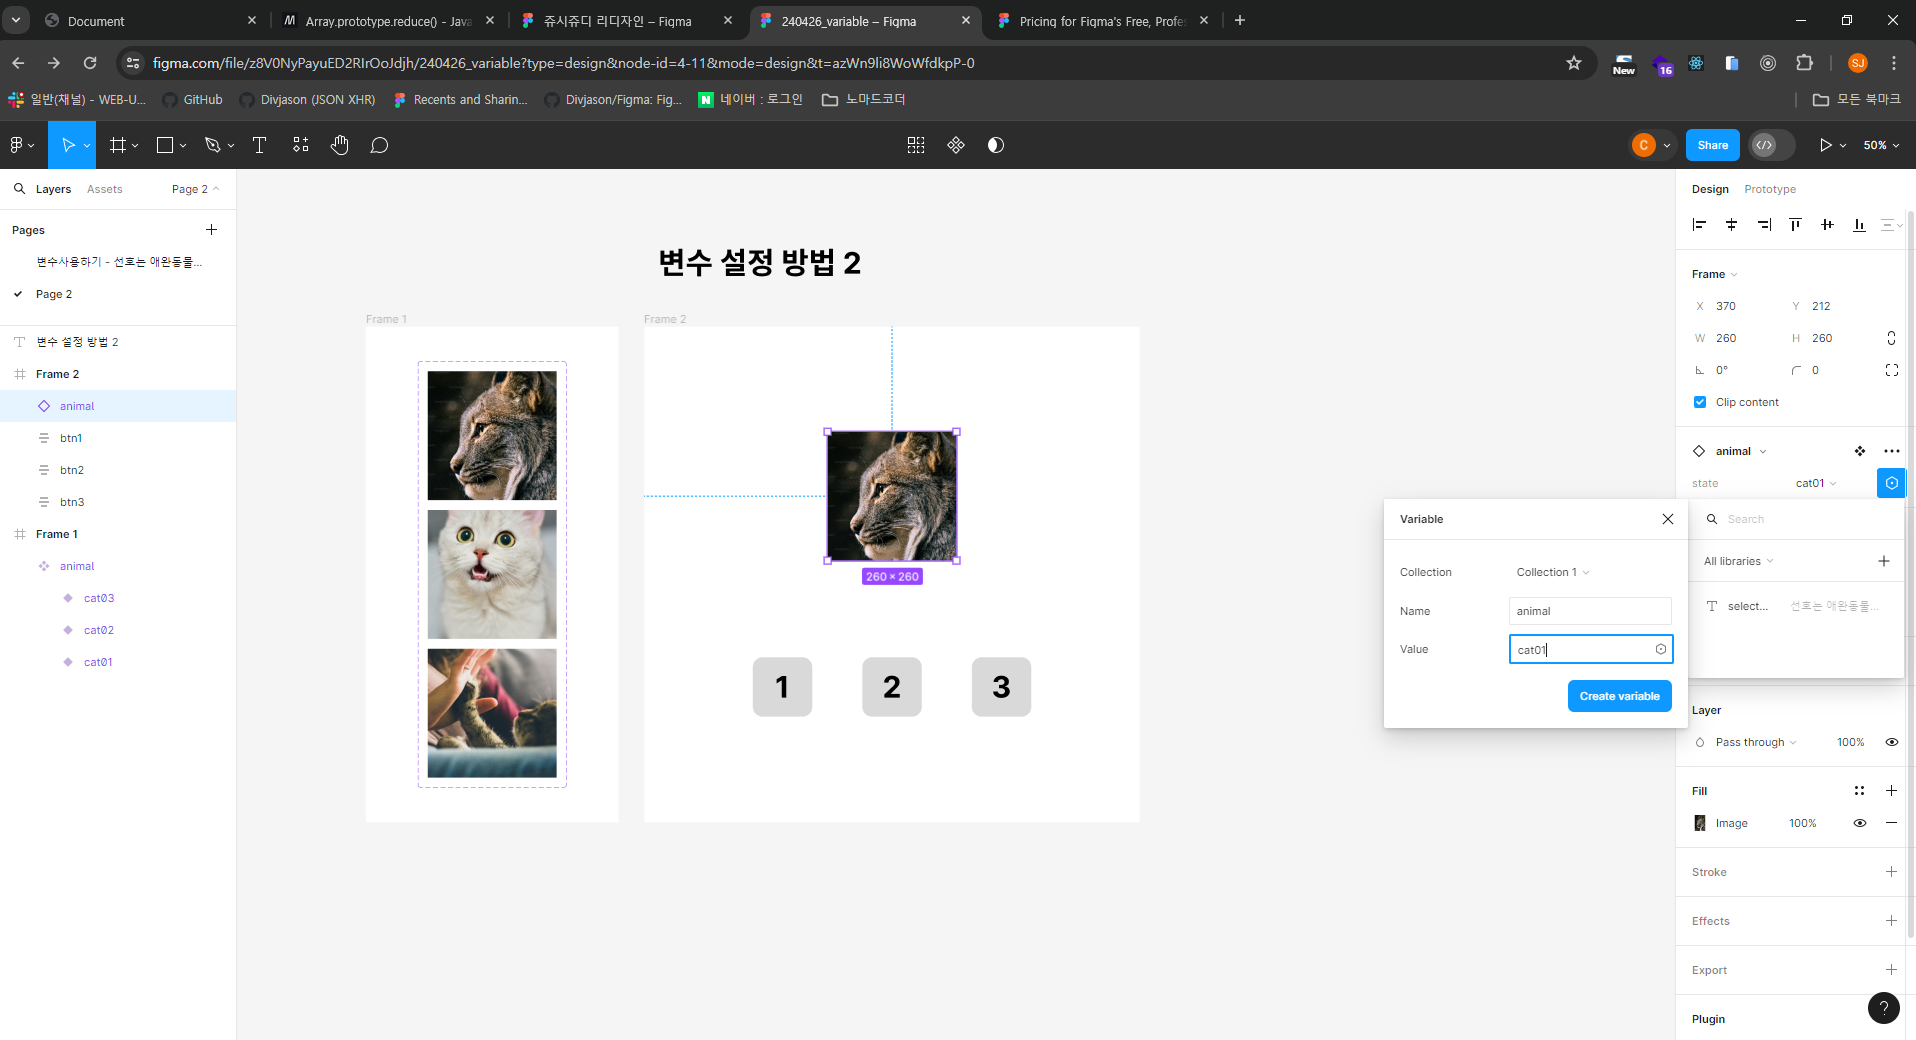 Document
Array.prototype.reduce() - Java
쥬시쥬디 리디자인 – Figma
240426_variable – Figma
Pricing for Figma's Free, Profes
figma.com/file/z8V0NyPayuED2RIrOoJdjh/240426_variable?type=design&node-id=4-11&mode=design&t=azWn9li8WoWfdkpP-0
New
16
SJ
일반(채널) - WEB-U...
GitHub
Divjason (JSON XHR)
Recents and Sharin...
Divjason/Figma: Fig...
N
네이버 : 로그인
노마드코더
모든 북마크
C
Share
50%
Layers
Assets
Page 2
Pages
변수사용하기 - 선호는 애완동물...
Page 2
변수 설정 방법 2
Frame 2
animal
btn1
btn2
btn3
Frame 1
animal
cat03
cat02
cat01
변수 설정 방법 2
Frame 1
Frame 2
260 × 260
1
2
3
Variable
Collection
Collection 1
Name
animal
Value
cat01
Create variable
Design
Prototype
Frame
X
370
Y
212
W
260
H
260
0°
0
Clip content
animal
state
cat01
Search
All libraries
select...
선호는 애완동물...
Layer
Pass through
100%
Fill
Image
100%
Stroke
Effects
Export
Plugin
?